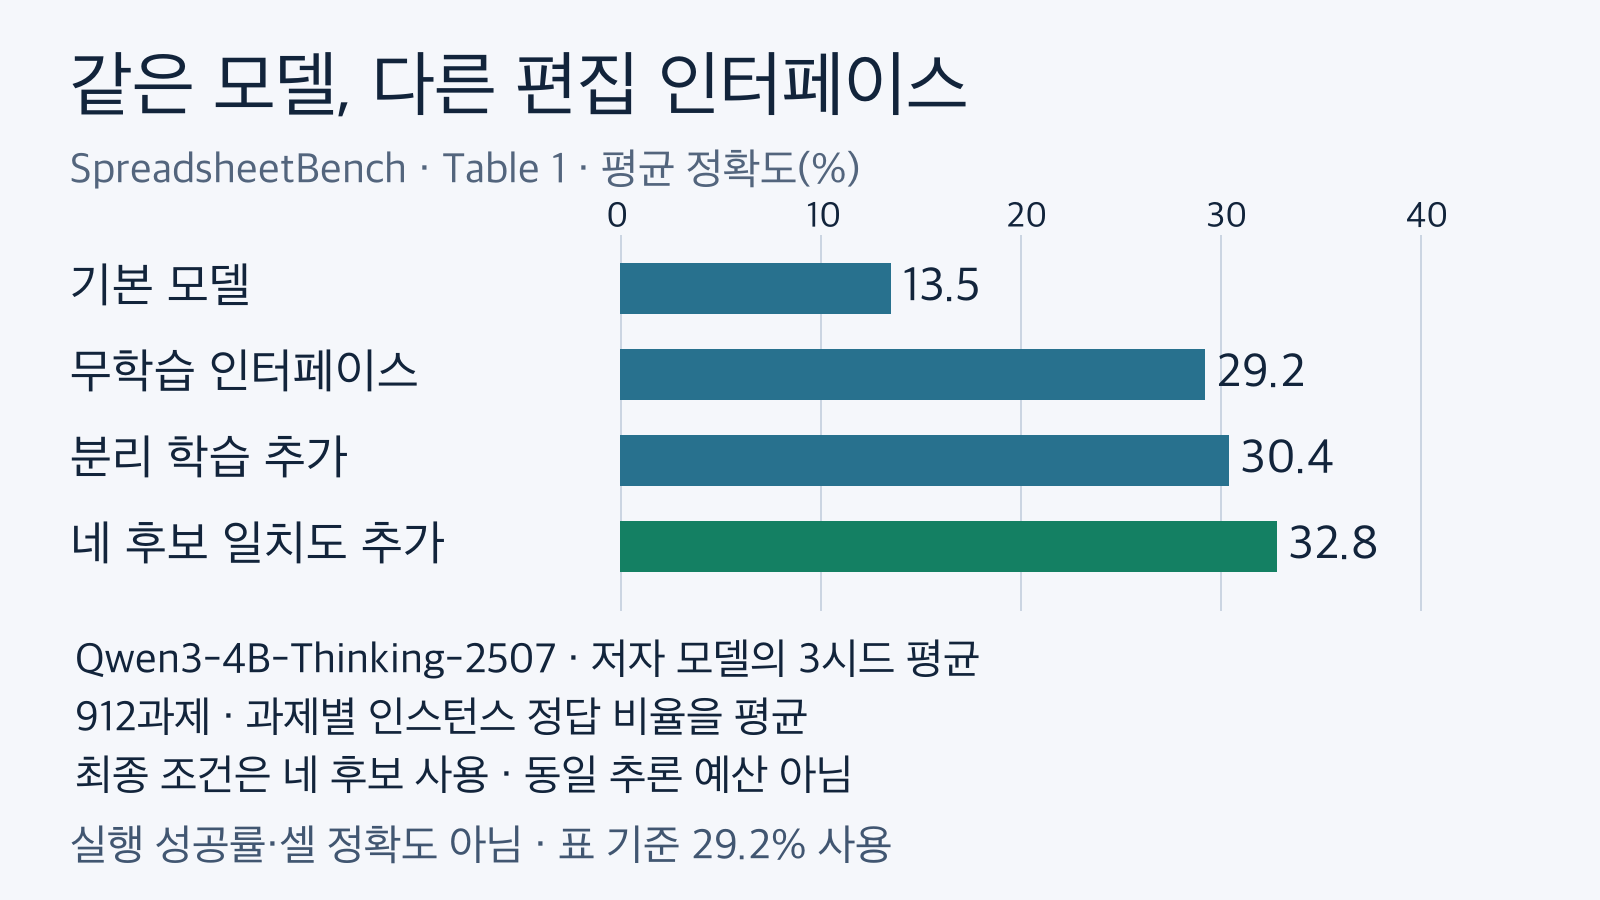 같은 모델, 다른 편집 인터페이스
SpreadsheetBench · Table 1 · 평균 정확도(%)
0 10 20 30 40
기본 모델 13.5
무학습 인터페이스 29.2
분리 학습 추가 30.4
네 후보 일치도 추가 32.8
Qwen3-4B-Thinking-2507 · 저자 모델의 3시드 평균
912과제 · 과제별 인스턴스 정답 비율을 평균
최종 조건은 네 후보 사용 · 동일 추론 예산 아님
실행 성공률·셀 정확도 아님 · 표 기준 29.2% 사용